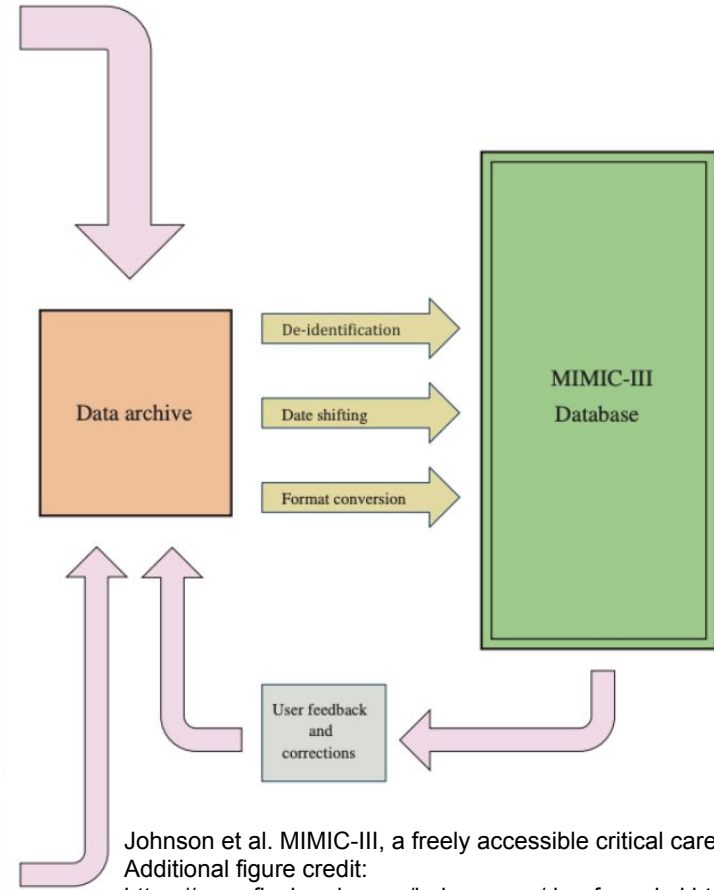 De-identification
Data archive
Date shifting
Format conversion
MIMIC-III
Database
User feedback
and
corrections
Johnson et al. MIMIC-III, a freely accessible critical care
Additional figure credit: